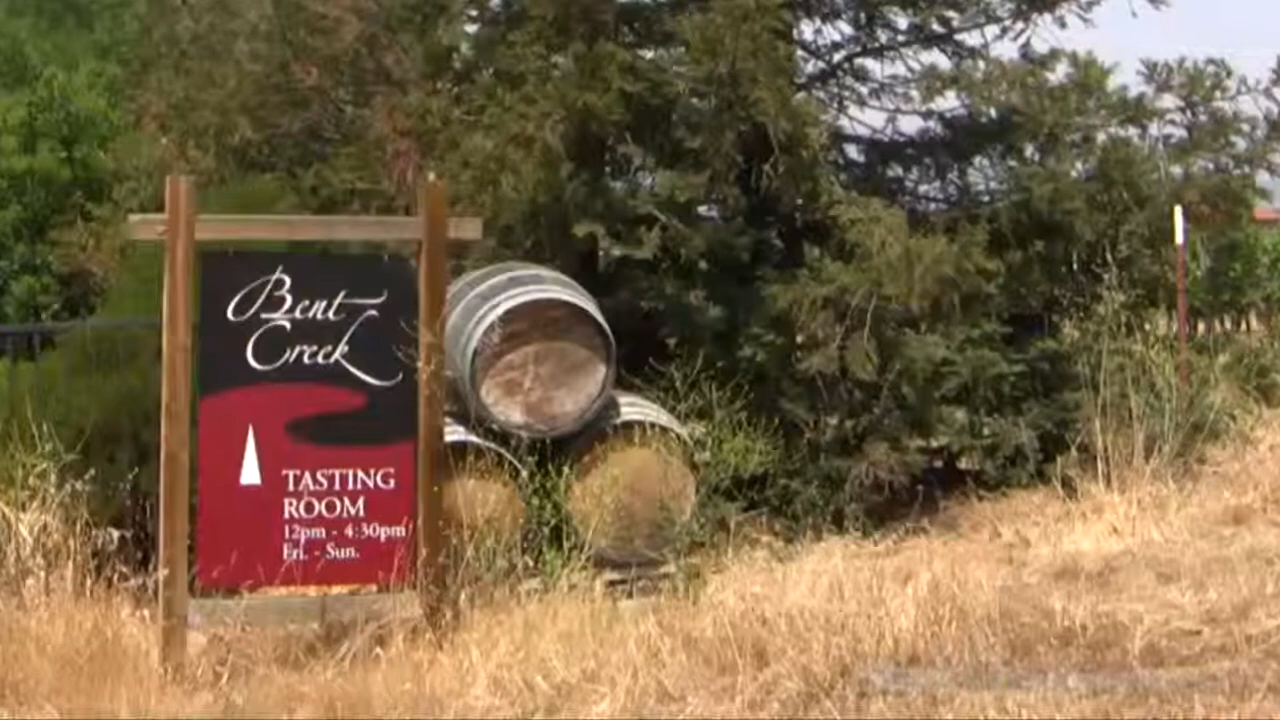 Bent
Creek
TASTING
ROOM
12pm - 4:30pm
Fri. - Sun.